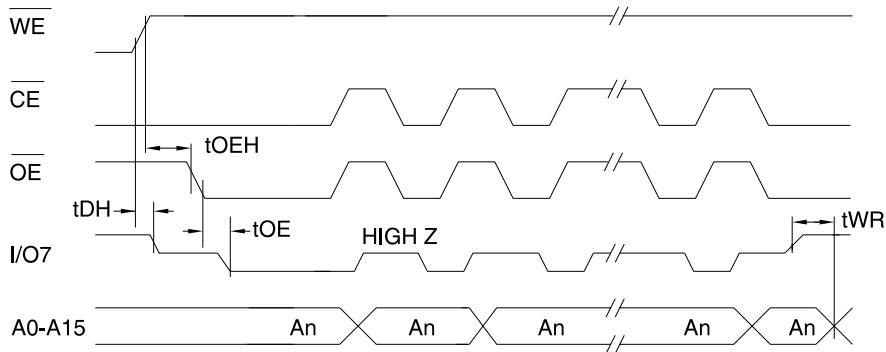 WE
CE
tOEH
OE
tDH
tOE
HIGH Z
tWR
I/O7
A0-A15 An An An An An